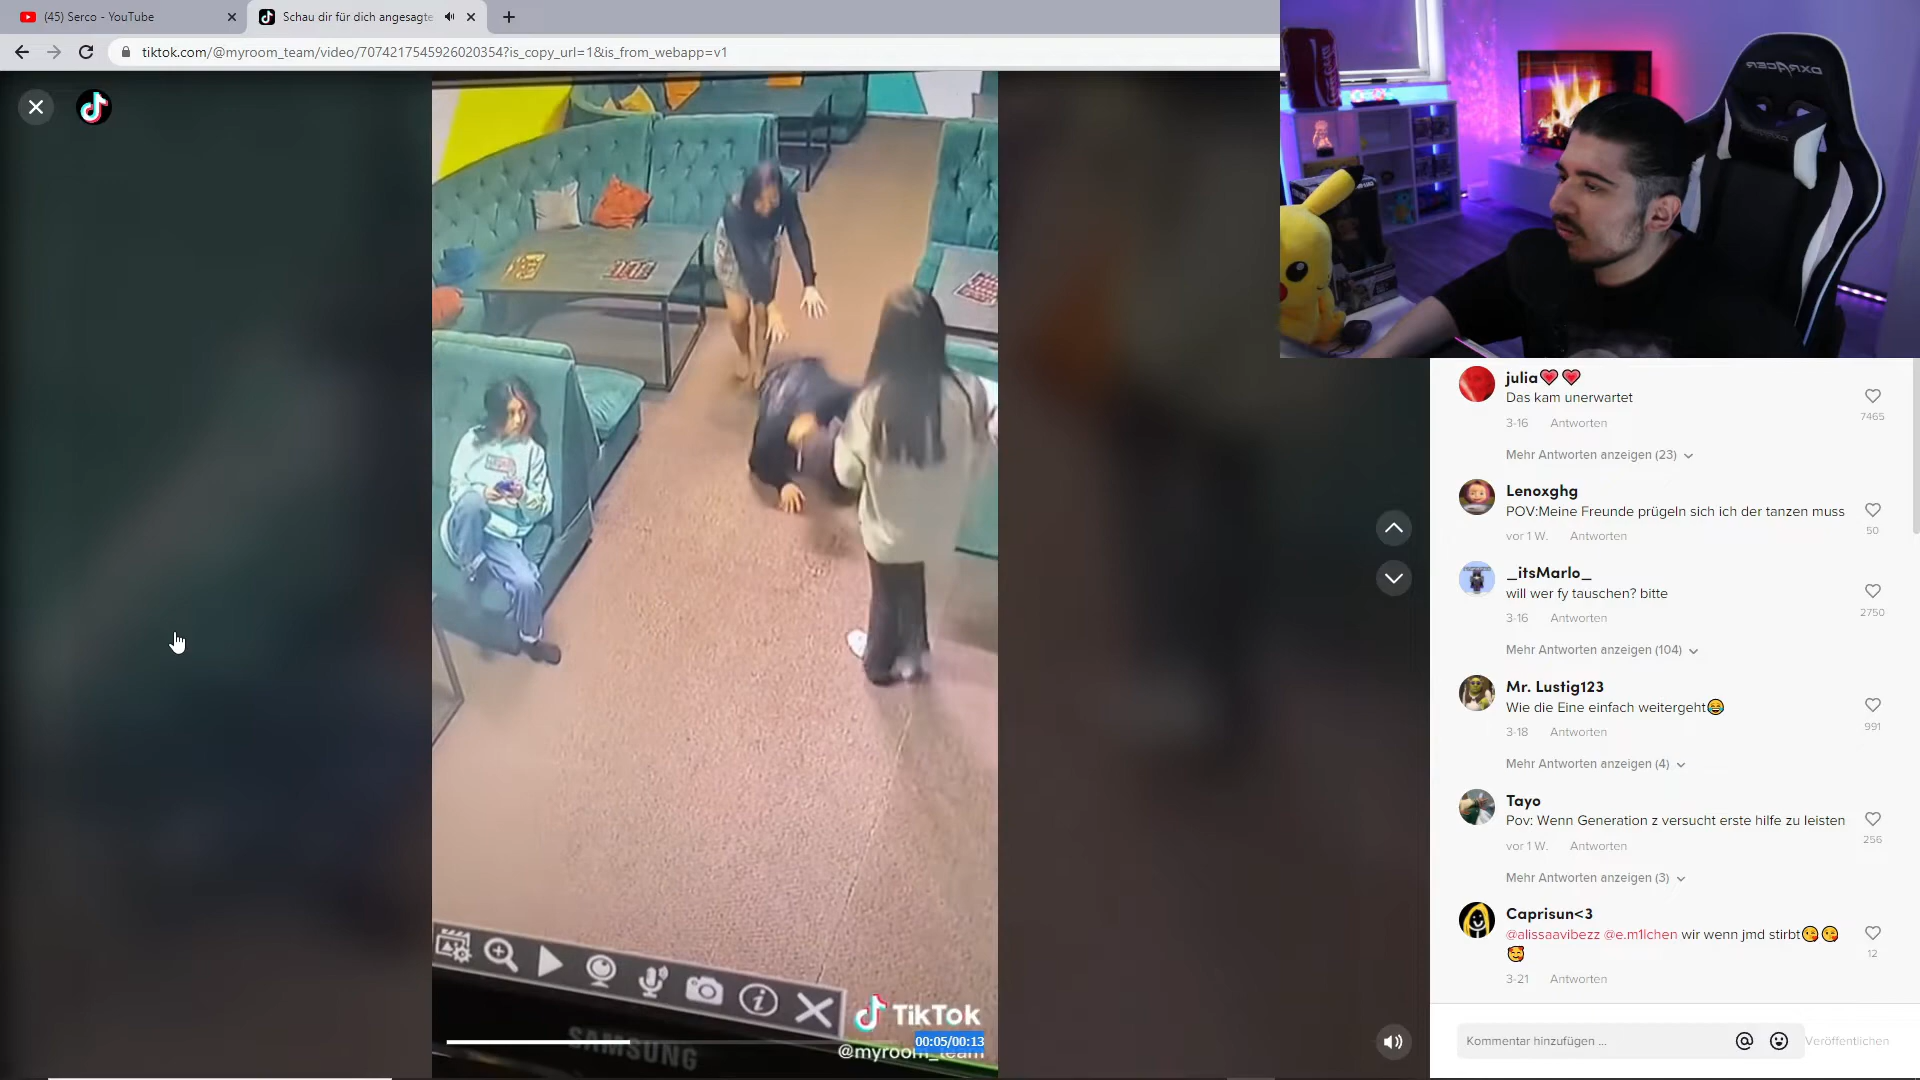 (45) Serco - YouTube
Schau dir für dich angesagte
tiktok.com/@myroom_team/video/7074217545926020354?is_copy_url=1&is_from_webapp=v1
DXRACER
julia❤❤
Das kam unerwartet
7465
3-16 Antworten
Mehr Antworten anzeigen (23)
Lenoxghg
POV:Meine Freunde prügeln sich ich der tanzen muss
50
vor 1 W. Antworten
_itsMarlo_
will wer fy tauschen? bitte
2750
3-16 Antworten
Mehr Antworten anzeigen (104)
Mr. Lustig123
Wie die Eine einfach weitergeht😂
991
3-18 Antworten
Mehr Antworten anzeigen (4)
Tayo
Pov: Wenn Generation z versucht erste hilfe zu leisten
256
vor 1 W. Antworten
Mehr Antworten anzeigen (3)
Caprisun<3
@alissaavibezz @e.m1lchen wir wenn jmd stirbt😘😘
🥰
12
3-21 Antworten
TikTok
00:05/00:13
@myroom_team
SAMSUNG
Kommentar hinzufügen ...
Veröffentlichen